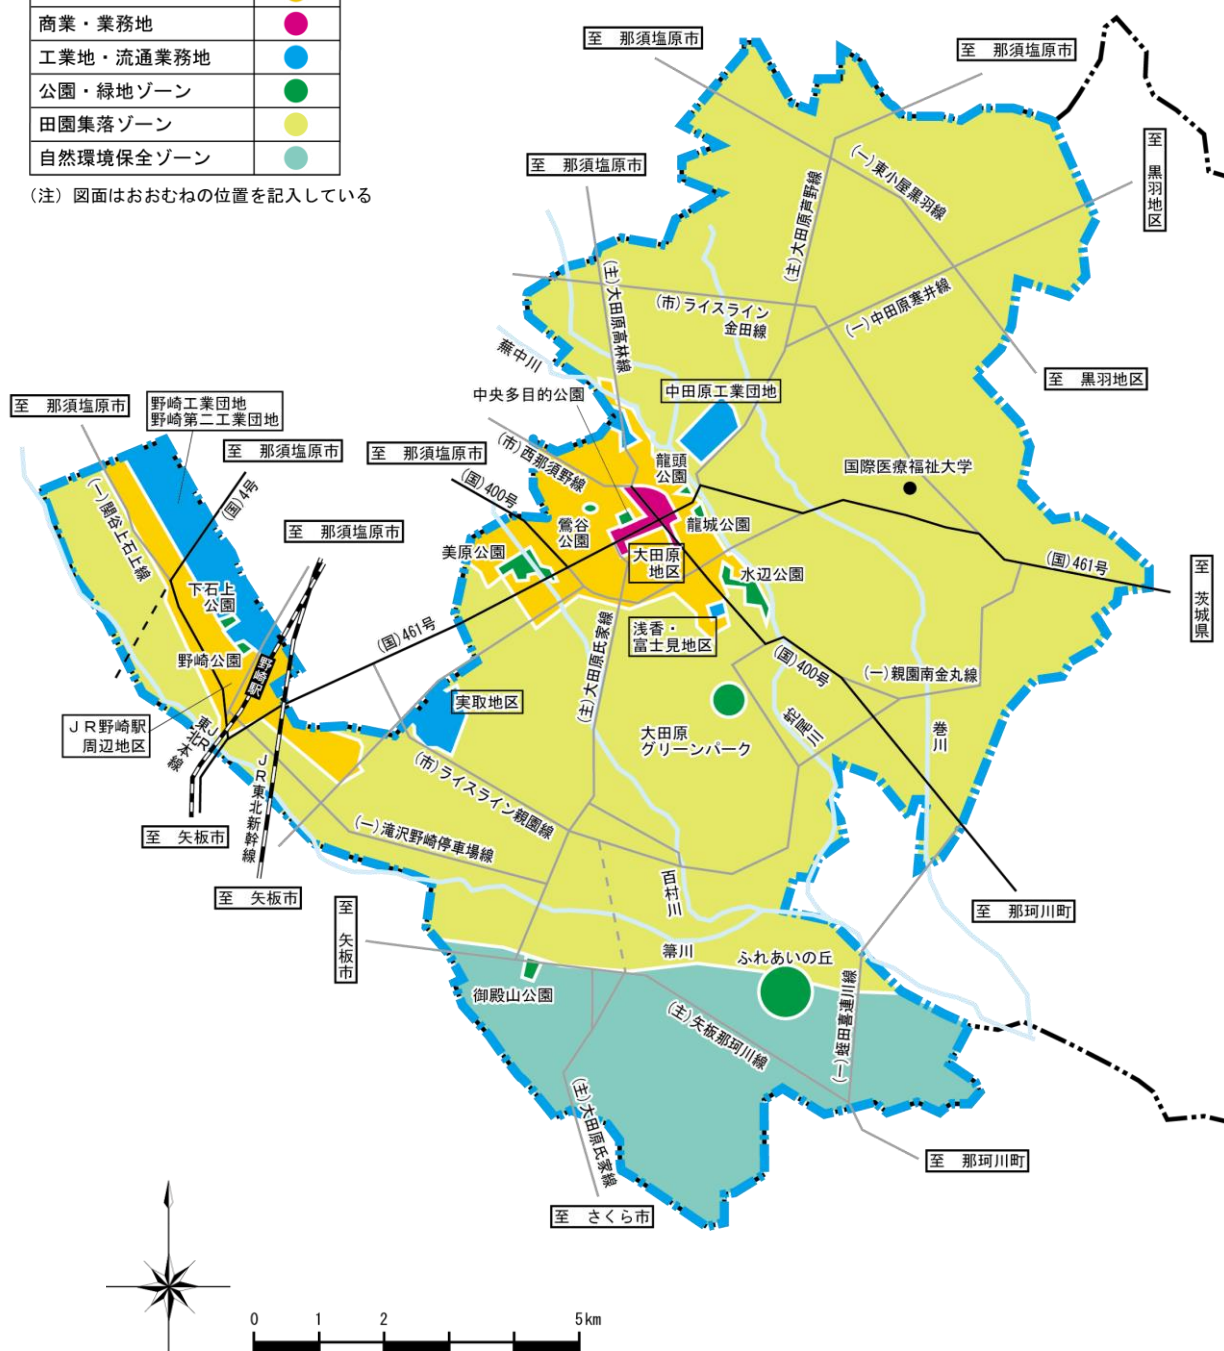 商業・業務地
工業地・流通業務地
公園・緑地ゾーン
田園集落ゾーン
自然環境保全ゾーン
(注) 図面はおおむねの位置を記入している
至 那須塩原市
至 那須塩原市
至 那須塩原市
至 黒羽地区
(一)東小屋黒羽線
(主)大田原芦野線
(主)大田原高林線
(市)ライスライン
金田線
(一)中田原寒井線
蕪中川
至 黒羽地区
中央多目的公園
中田原工業団地
至 那須塩原市
野崎工業団地
野崎第二工業団地
至 那須塩原市
至 那須塩原市
(市)西那須野線
(国)400号
龍頭
公園
国際医療福祉大学
(一)関谷上石上線
(国)4号
至 那須塩原市
鶯谷
公園
龍城公園
美原公園
大田原
地区
水辺公園
(国)461号
至 茨城県
下石上
公園
(国)461号
浅香・
富士見地区
野崎公園
野崎駅
(主)大田原氏家線
(国)400号
(一)親園南金丸線
実取地区
JR野崎駅
周辺地区
JR
東北本線
大田原
グリーンパーク
蛇尾川
巻川
JR東北新幹線
(市)ライスライン親園線
(一)滝沢野崎停車場線
至 矢板市
至 矢板市
百村川
至 矢板市
至 那珂川町
箒川
ふれあいの丘
御殿山公園
(主)矢板那珂川線
(一)蛭田喜連川線
(主)大田原氏家線
至 那珂川町
至 さくら市
0 1 2 5km